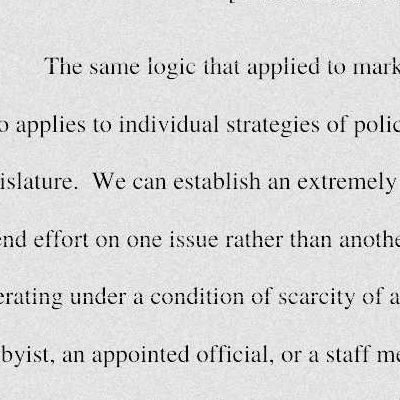 The same logic that applied to mark
o applies to individual strategies of polic
islature.  We can establish an extremely
end effort on one issue rather than anothe
erating under a condition of scarcity of a
byist, an appointed official, or a staff me